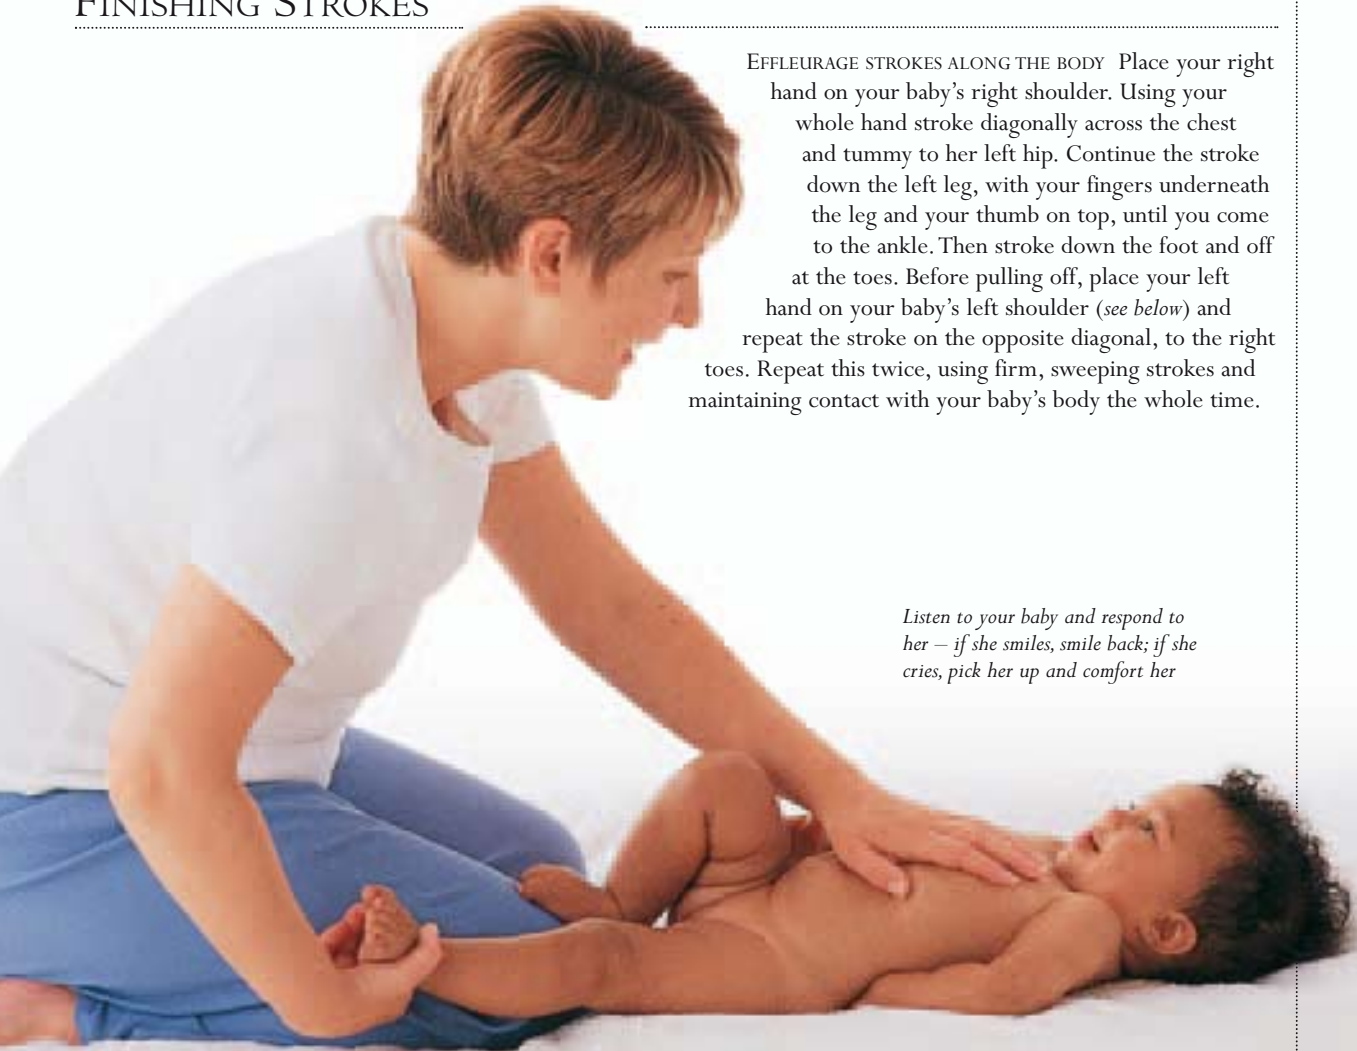 FINISHING STROKES
EFFLEURAGE STROKES ALONG THE BODY Place your right
hand on your baby’s right shoulder. Using your
whole hand stroke diagonally across the chest
and tummy to her left hip. Continue the stroke
down the left leg, with your fingers underneath
the leg and your thumb on top, until you come
to the ankle. Then stroke down the foot and off
at the toes. Before pulling off, place your left
hand on your baby’s left shoulder (see below) and
repeat the stroke on the opposite diagonal, to the right
toes. Repeat this twice, using firm, sweeping strokes and
maintaining contact with your baby’s body the whole time.
Listen to your baby and respond to
her – if she smiles, smile back; if she
cries, pick her up and comfort her